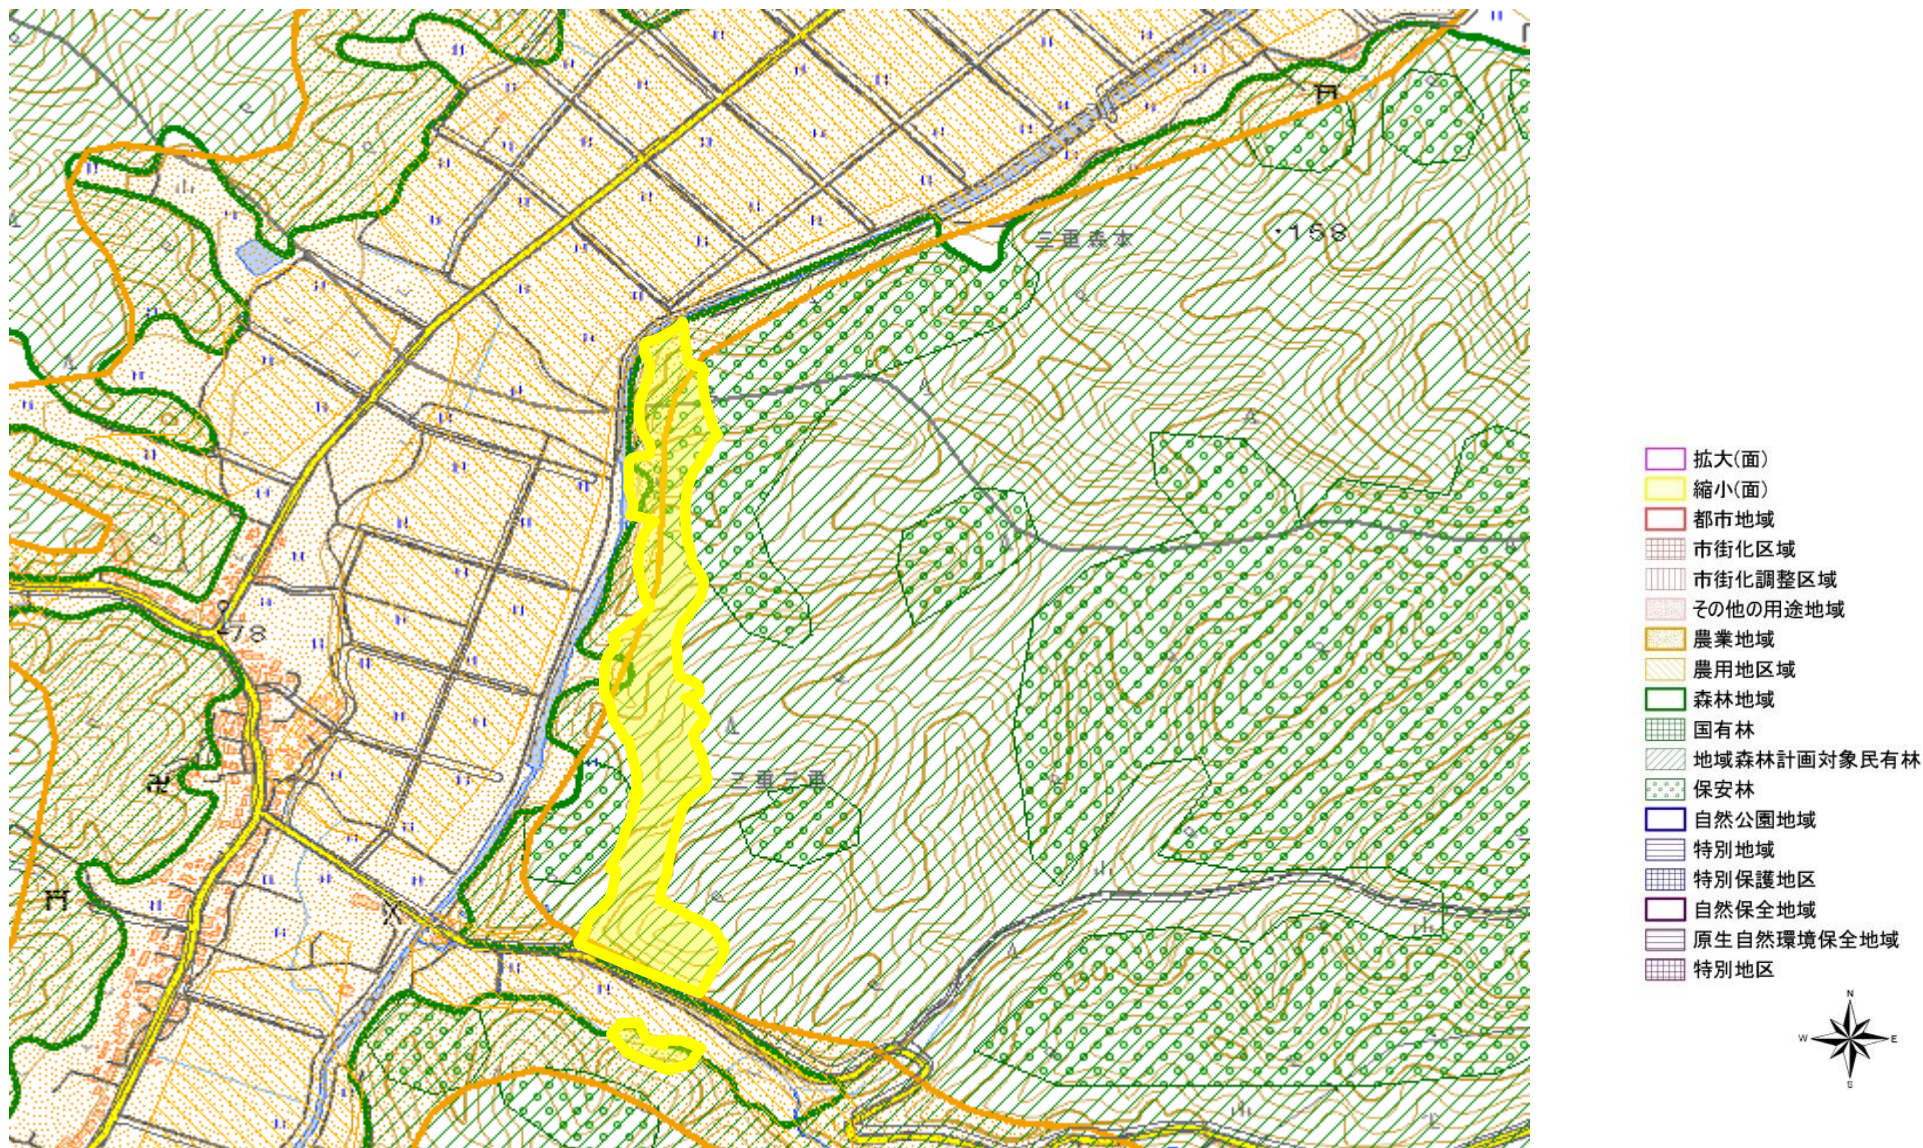 三重森本
158
78
三重三重
拡大(面)
縮小(面)
都市地域
市街化区域
市街化調整区域
その他の用途地域
農業地域
農用地区域
森林地域
国有林
地域森林計画対象民有林
保安林
自然公園地域
特別地域
特別保護地区
自然保全地域
原生自然環境保全地域
特別地区
N
W
E
S